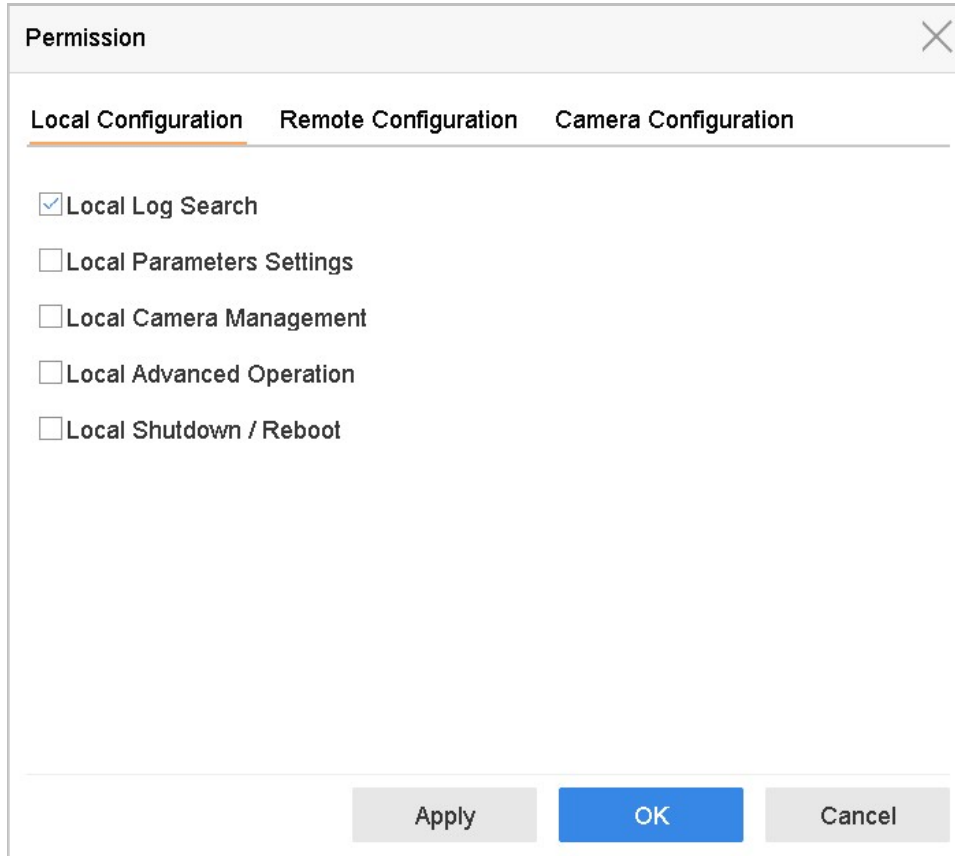 Permission
Local Configuration Remote Configuration Camera Configuration
Local Log Search
Local Parameters Settings
Local Camera Management
Local Advanced Operation
Local Shutdown / Reboot
Apply OK Cancel